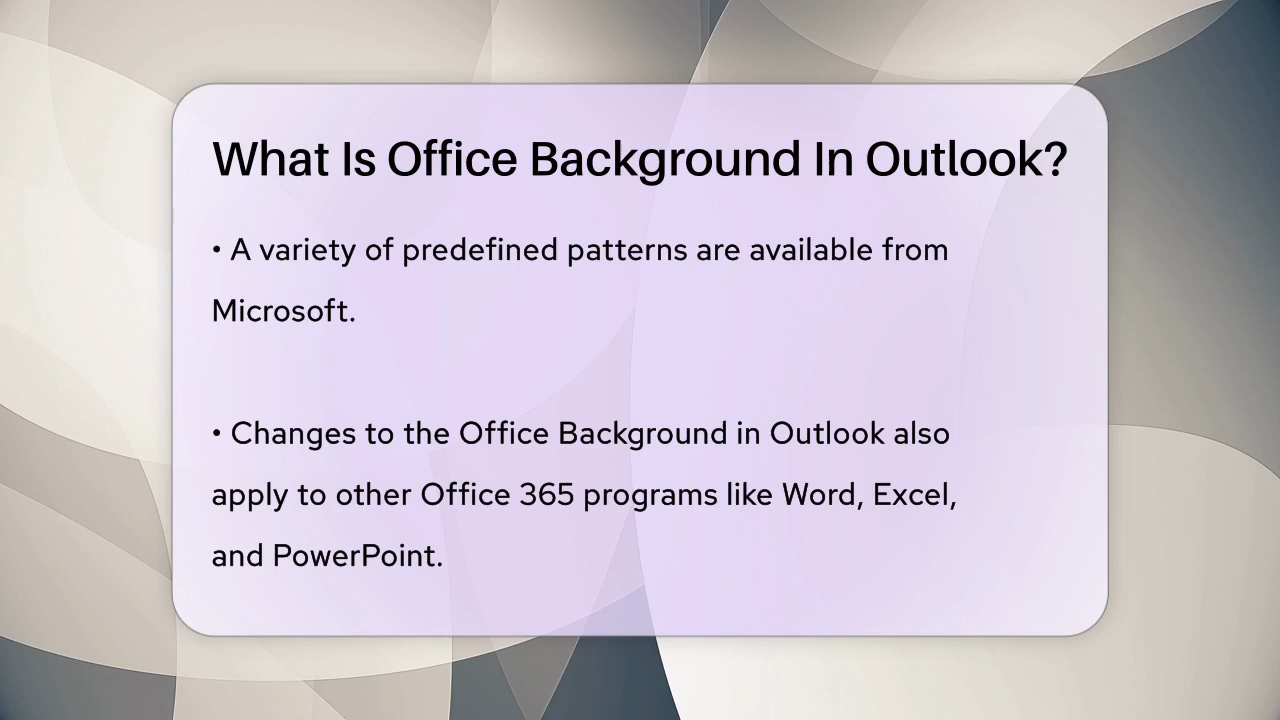 What Is Office Background In Outlook?
• A variety of predefined patterns are available from
Microsoft.
• Changes to the Office Background in Outlook also
apply to other Office 365 programs like Word, Excel,
and PowerPoint.